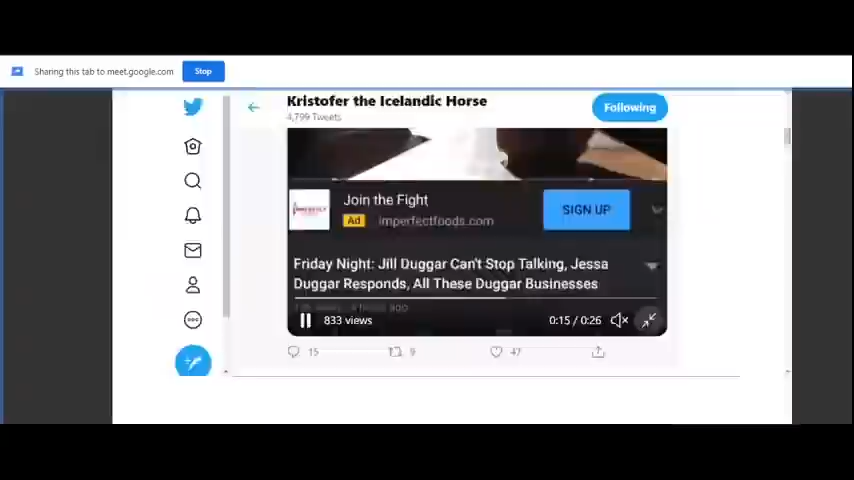 Sharing this tab to meet.google.com
Stop
Kristofer the Icelandic Horse
4,799 Tweets
Following
Join the Fight
Ad imperfectfoods.com
SIGN UP
Friday Night: Jill Duggar Can't Stop Talking, Jessa
Duggar Responds, All These Duggar Businesses
833 views
0:15 / 0:26
15
9
47